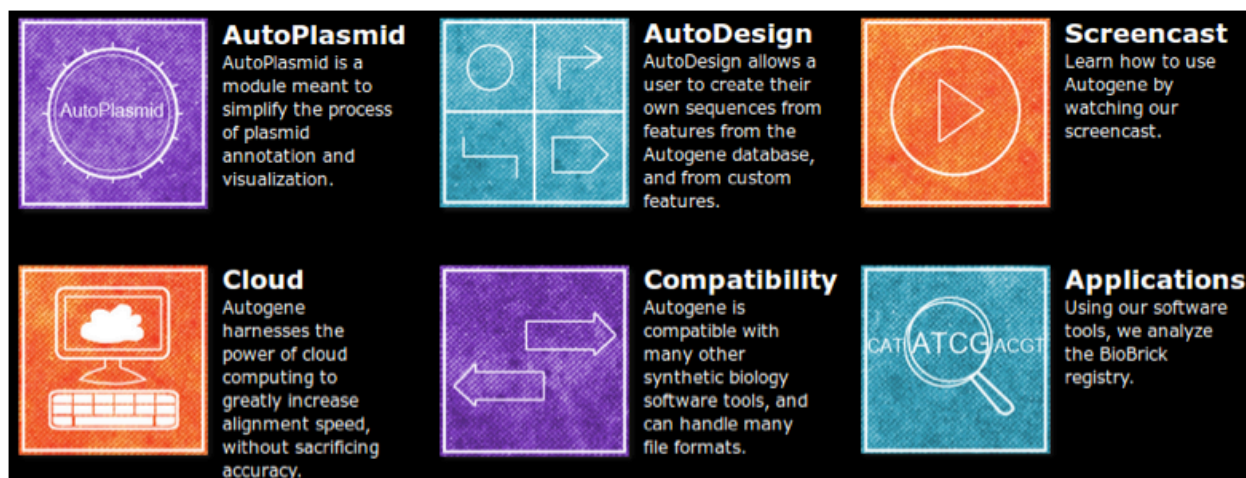 AutoPlasmid
AutoPlasmid
AutoPlasmid is a
module meant to
simplify the process
of plasmid
annotation and
visualization.
AutoDesign
AutoDesign allows a
user to create their
own sequences from
features from the
Autogene database,
and from custom
features.
Screencast
Learn how to use
Autogene by
watching our
screencast.
Cloud
Autogene
harnesses the
power of cloud
computing to
greatly increase
alignment speed,
without sacrificing
accuracy.
Compatibility
Autogene is
compatible with
many other
synthetic biology
software tools, and
can handle many
file formats.
CAT ATCG ACGT
Applications
Using our software
tools, we analyze
the BioBrick
registry.